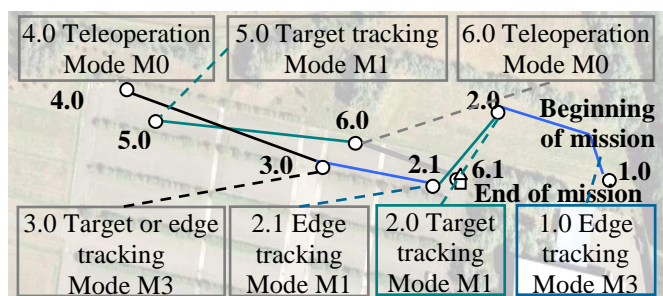 4.0 Teleoperation
Mode M0
5.0 Target tracking
Mode M1
6.0 Teleoperation
Mode M0
4.0
5.0
6.0
2.0
Beginning
of mission
3.0
2.1
6.1
1.0
End of mission
3.0 Target or edge
tracking
Mode M3
2.1 Edge
tracking
Mode M1
2.0 Target
tracking
Mode M1
1.0 Edge
tracking
Mode M3